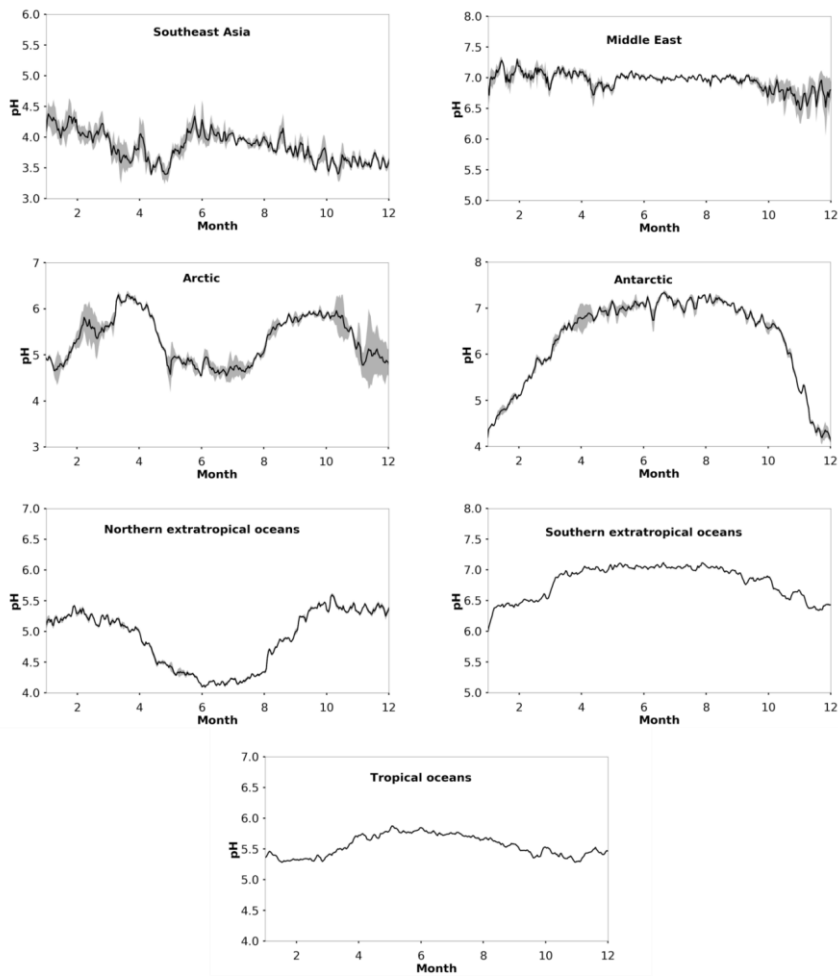 Southeast Asia
6.0
5.5
5.0
4.5
4.0
3.5
3.0
pH
2 4 6 8 10 12
Month
Middle East
8.0
7.5
7.0
6.5
6.0
5.5
5.0
pH
2 4 6 8 10 12
Month
Arctic
7
6
5
4
3
pH
2 4 6 8 10 12
Month
Antarctic
8
7
6
5
4
pH
2 4 6 8 10 12
Month
Northern extratropical oceans
7.0
6.5
6.0
5.5
5.0
4.5
4.0
pH
2 4 6 8 10 12
Month
Southern extratropical oceans
8.0
7.5
7.0
6.5
6.0
5.5
5.0
pH
2 4 6 8 10 12
Month
Tropical oceans
7.0
6.5
6.0
5.5
5.0
4.5
4.0
pH
2 4 6 8 10 12
Month